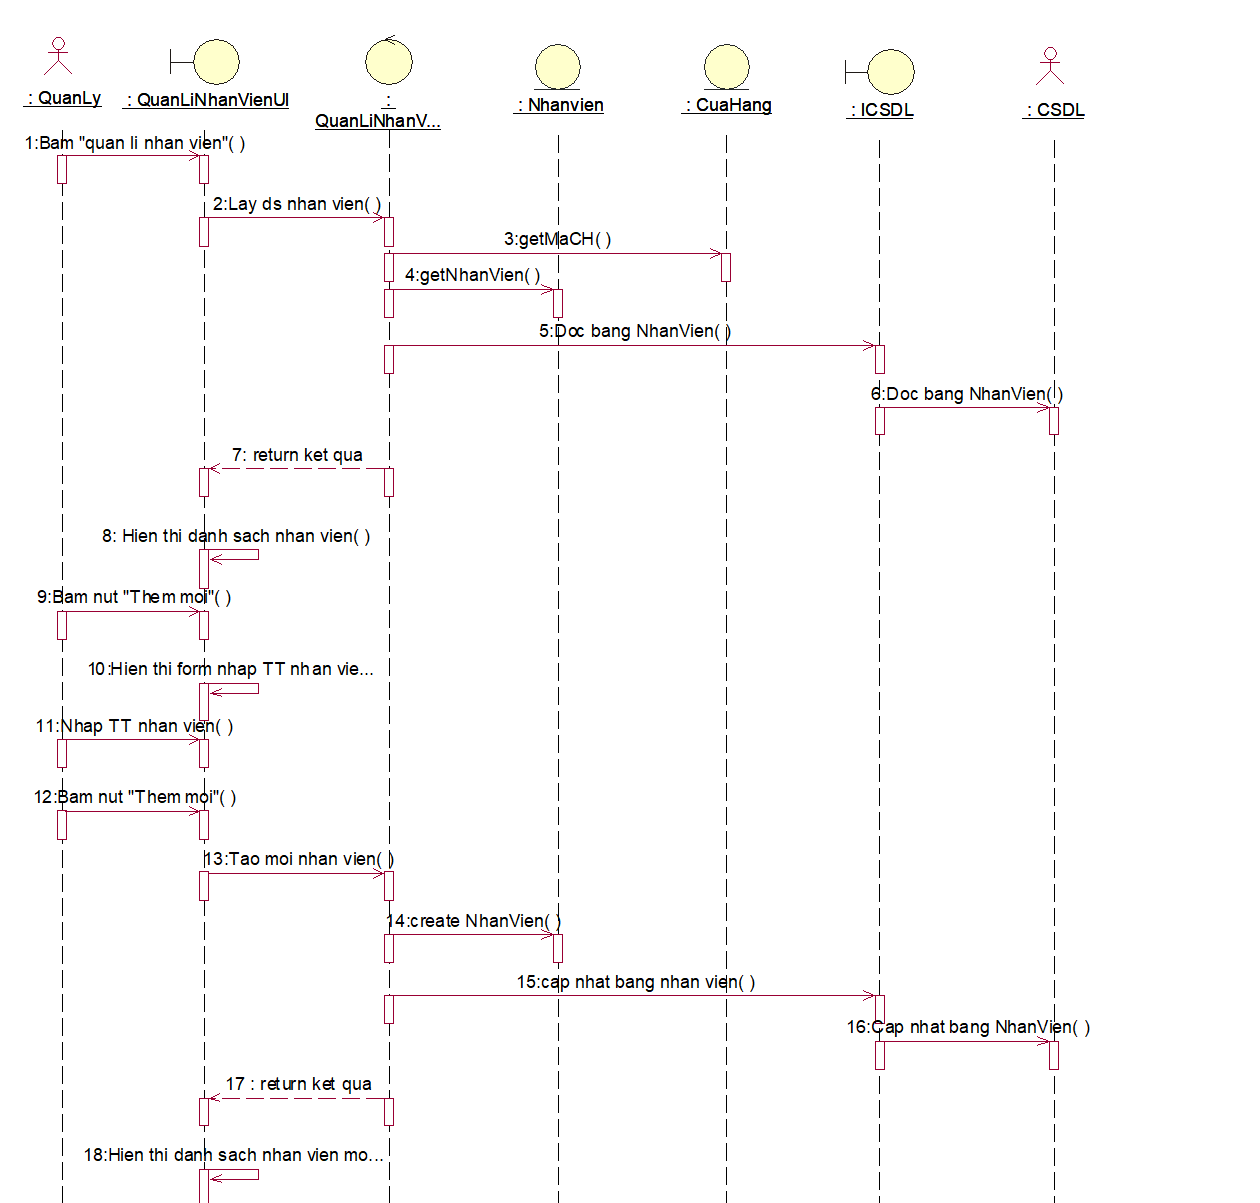 : QuanLy
: QuanLiNhanVienUI
:
QuanLiNhanV...
: Nhanvien
: CuaHang
: ICSDL
: CSDL
1:Bam "quan li nhan vien"( )
2:Lay ds nhan vien( )
3:getMaCH( )
4:getNhanVien( )
5:Doc bang NhanVien( )
6:Doc bang NhanVien( )
7: return ket qua
8: Hien thi danh sach nhan vien( )
9:Bam nut "Them moi"( )
10:Hien thi form nhap TT nhan vie...
11:Nhap TT nhan vien( )
12:Bam nut "Them moi"( )
13:Tao moi nhan vien( )
14:create NhanVien( )
15:cap nhat bang nhan vien( )
16:Cap nhat bang NhanVien( )
17 : return ket qua
18:Hien thi danh sach nhan vien mo...